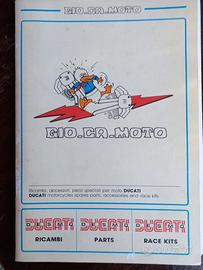 GIO.CA.MOTO
GIO.CA.MOTO
Ricambi, accessori, pezzi speciali per moto DUCATI
DUCATI motorcycles spare parts, accessories and race kits
DUCATI DUCATI DUCATI
RICAMBI PARTS RACE KITS